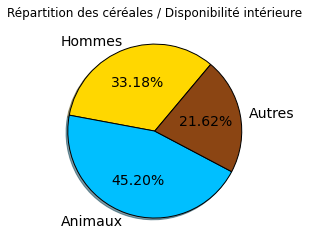 Répartition des céréales / Disponibilité intérieure
Hommes
33.18%
Autres
21.62%
45.20%
Animaux